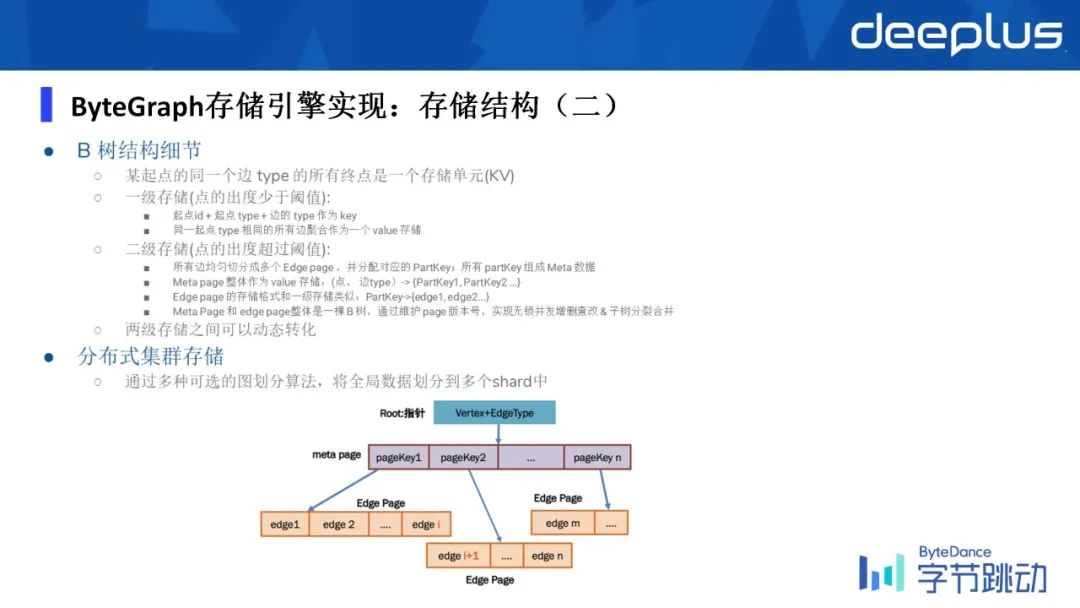 deeplus
ByteGraph存储引擎实现：存储结构（二）
● B 树结构细节
○ 某起点的同一个边 type 的所有终点是一个存储单元(KV)
○ 一级存储(点的出度少于阈值):
■ 起点id + 起点 type + 边的 type 作为 key
■ 同一起点 type 相同的所有边聚合作为一个 value 存储
○ 二级存储(点的出度超过阈值):
■ 所有边均匀切分成多个 Edge page ，并分配对应的 PartKey；所有 partKey 组成 Meta 数据
■ Meta page 整体作为 value 存储：(点， 边type）-> {PartKey1, PartKey2 ...}
■ Edge page 的存储格式和一级存储类似：PartKey->{edge1, edge2...}
■ Meta Page 和 edge page整体是一棵 B 树，通过维护 page 版本号，实现无锁并发增删查改 & 子树分裂合并
○ 两级存储之间可以动态转化
● 分布式集群存储
○ 通过多种可选的图划分算法，将全局数据划分到多个shard中
Root:指针 Vertex+EdgeType
meta page pageKey1 pageKey2 ... pageKey n
Edge Page
edge1 edge 2 .... edge i
Edge Page
edge m ....
edge i+1 .... edge n
Edge Page
ByteDance
字节跳动